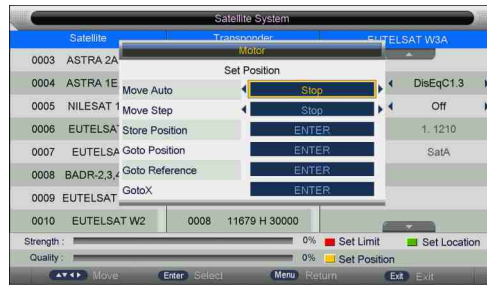 Satellite System
Satellite Transponder EUTELSAT W3A
Motor
Set Position
0003 ASTRA 2A
0004 ASTRA 1E Move Auto Stop DisEqC1.3
0005 NILESAT 1 Move Step Stop Off
0006 EUTELSA Store Position ENTER 1. 1210
0007 EUTELSA Goto Position ENTER SatA
0008 BADR-2,3,4 Goto Reference ENTER
0009 EUTELSAT GotoX ENTER
0010 EUTELSAT W2 0008 11679 H 30000
Strength : 0% Set Limit Set Location
Quality : 0% Set Position
Move Enter Select Menu Return Exit Exit